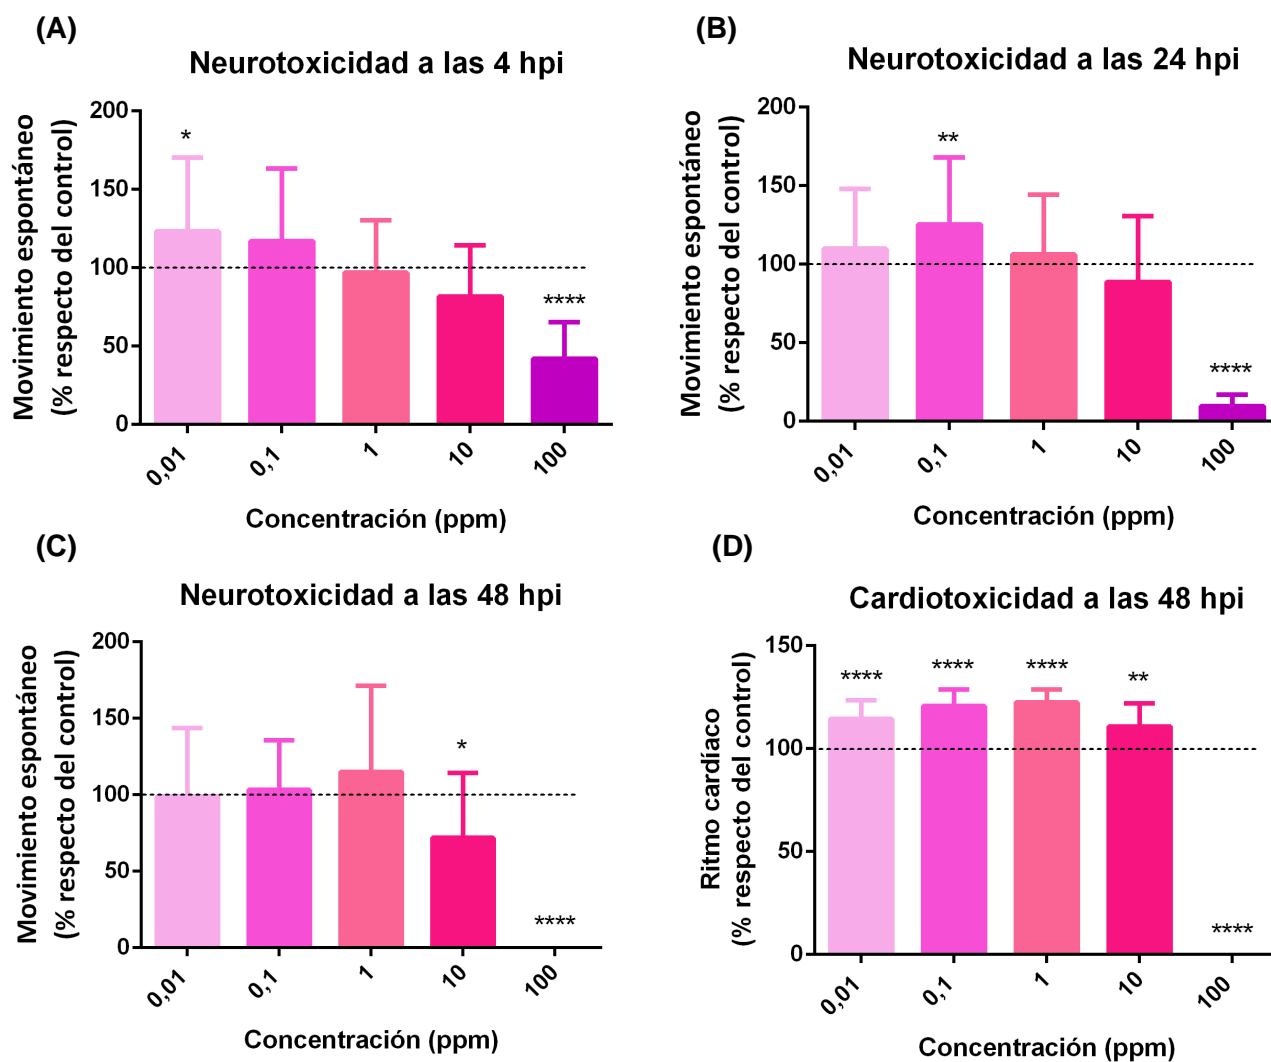 (A)
Neurotoxicidad a las 4 hpi
Movimiento espontáneo
(% respecto del control)
200
150
100
50
0
*
****
0,01
0,1
1
10
100
Concentración (ppm)
(B)
Neurotoxicidad a las 24 hpi
Movimiento espontáneo
(% respecto del control)
200
150
100
50
0
**
****
0,01
0,1
1
10
100
Concentración (ppm)
(C)
Neurotoxicidad a las 48 hpi
Movimiento espontáneo
(% respecto del control)
200
150
100
50
0
*
****
0,01
0,1
1
10
100
Concentración (ppm)
(D)
Cardiotoxicidad a las 48 hpi
Ritmo cardíaco
(% respecto del control)
150
100
50
0
****
****
****
**
****
0,01
0,1
1
10
100
Concentración (ppm)